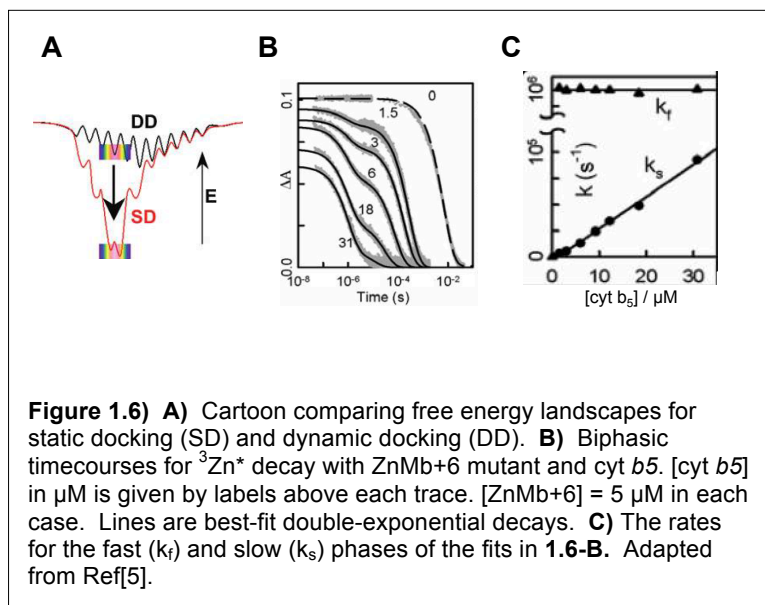 A
B
C
DD
SD
E
0.1
ΔA
0.0
0
1.5
3
6
18
31
10⁻⁸
10⁻⁶
10⁻⁴
10⁻²
Time (s)
10⁶
10⁵
0
k (s⁻¹)
k_f
k_s
0
10
20
30
[cyt b₅] / μM
Figure 1.6) A) Cartoon comparing free energy landscapes for
static docking (SD) and dynamic docking (DD). B) Biphasic
timecourses for ³Zn* decay with ZnMb+6 mutant and cyt b5. [cyt b5]
in μM is given by labels above each trace. [ZnMb+6] = 5 μM in each
case. Lines are best-fit double-exponential decays. C) The rates
for the fast (k_f) and slow (k_s) phases of the fits in 1.6-B. Adapted
from Ref[5].